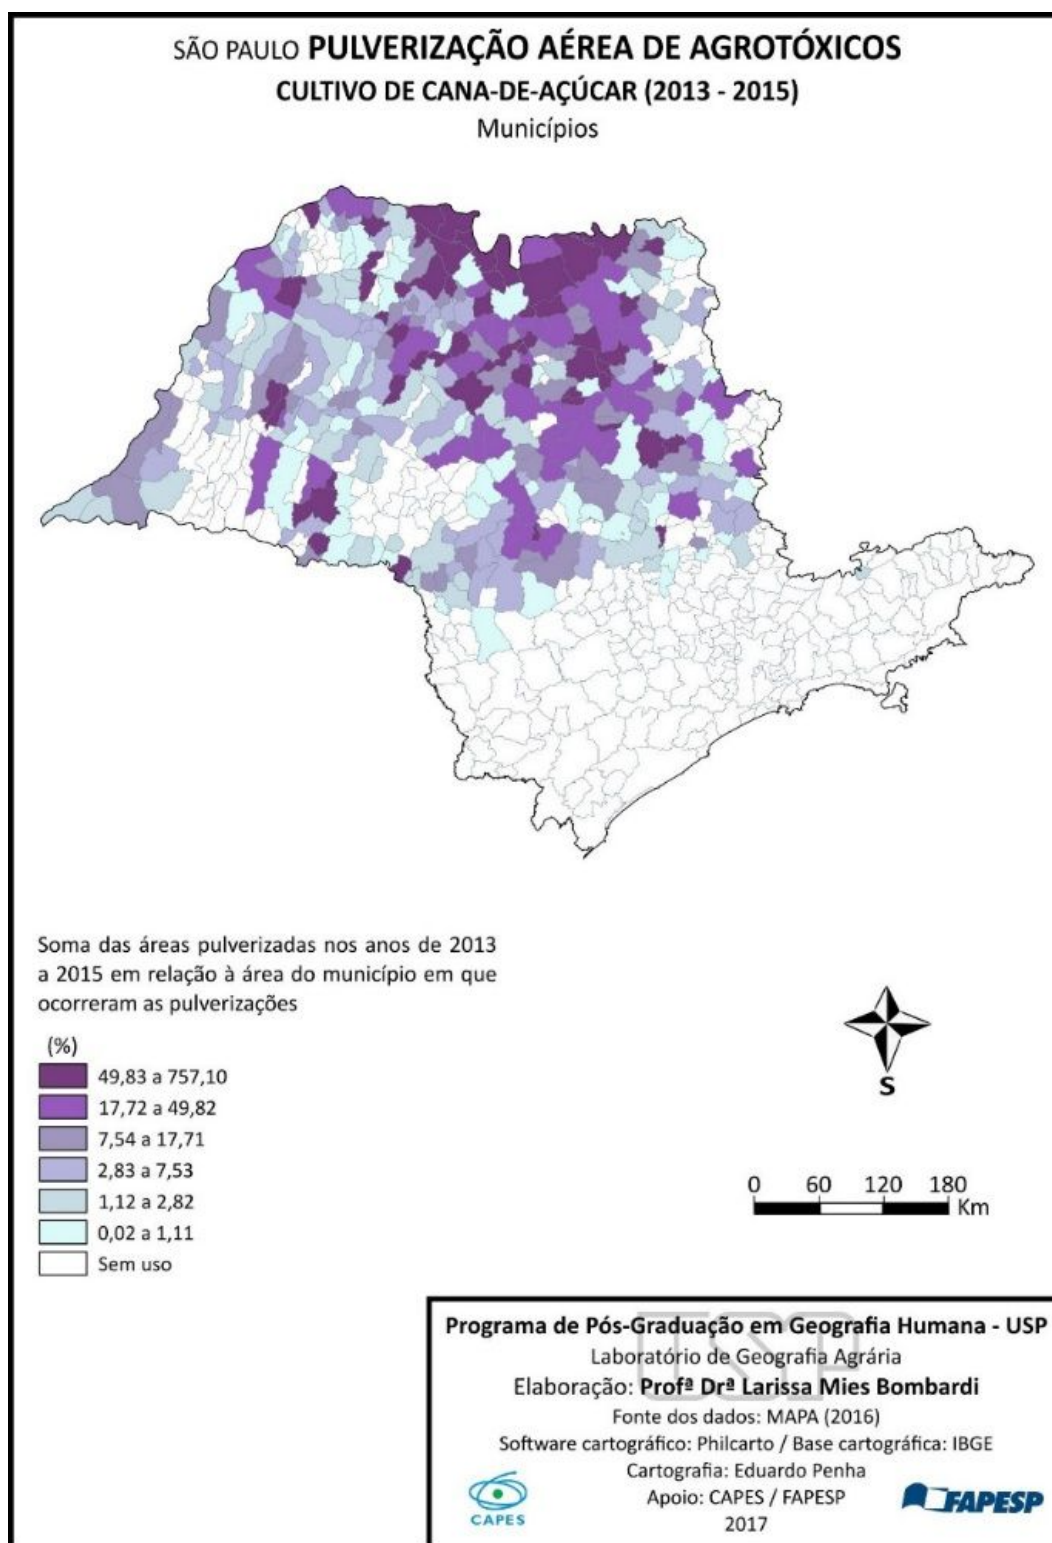 SÃO PAULO PULVERIZAÇÃO AÉREA DE AGROTÓXICOS
CULTIVO DE CANA-DE-AÇÚCAR (2013 - 2015)
Municípios
Soma das áreas pulverizadas nos anos de 2013
a 2015 em relação à área do município em que
ocorreram as pulverizações
(%)
49,83 a 757,10
17,72 a 49,82
7,54 a 17,71
2,83 a 7,53
1,12 a 2,82
0,02 a 1,11
Sem uso
S
0 60 120 180
Km
USP
Programa de Pós-Graduação em Geografia Humana - USP
Laboratório de Geografia Agrária
Elaboração: Profª Drª Larissa Mies Bombardi
Fonte dos dados: MAPA (2016)
Software cartográfico: Philcarto / Base cartográfica: IBGE
Cartografia: Eduardo Penha
Apoio: CAPES / FAPESP
2017
CAPES
FAPESP